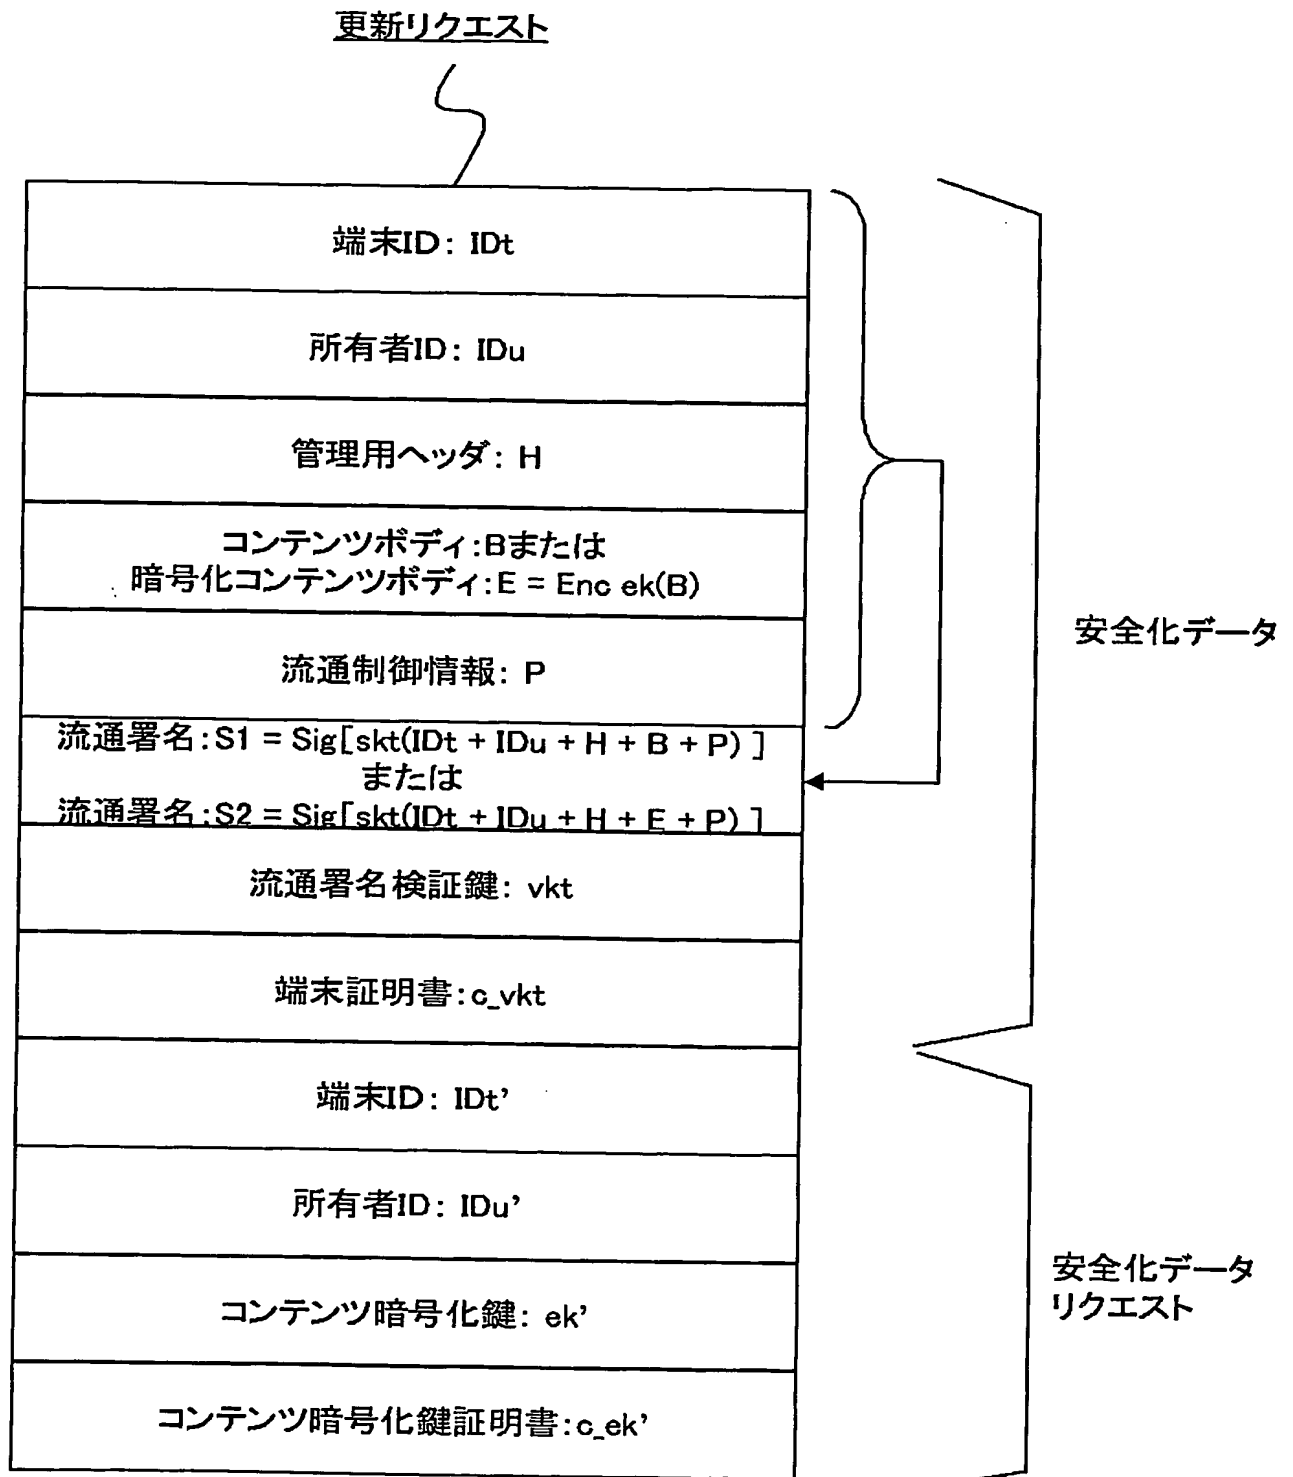 更新リクエスト
端末ID: IDt
所有者ID: IDu
管理用ヘッダ: H
コンテンツボディ:Bまたは
暗号化コンテンツボディ:E = Enc ek(B)
流通制御情報: P
流通署名:S1 = Sig[skt(IDt + IDu + H + B + P) ]
または
流通署名:S2 = Sig[skt(IDt + IDu + H + E + P) ]
流通署名検証鍵: vkt
端末証明書:c_vkt
安全化データ
端末ID: IDt'
所有者ID: IDu'
コンテンツ暗号化鍵: ek'
コンテンツ暗号化鍵証明書:c_ek'
安全化データ
リクエスト